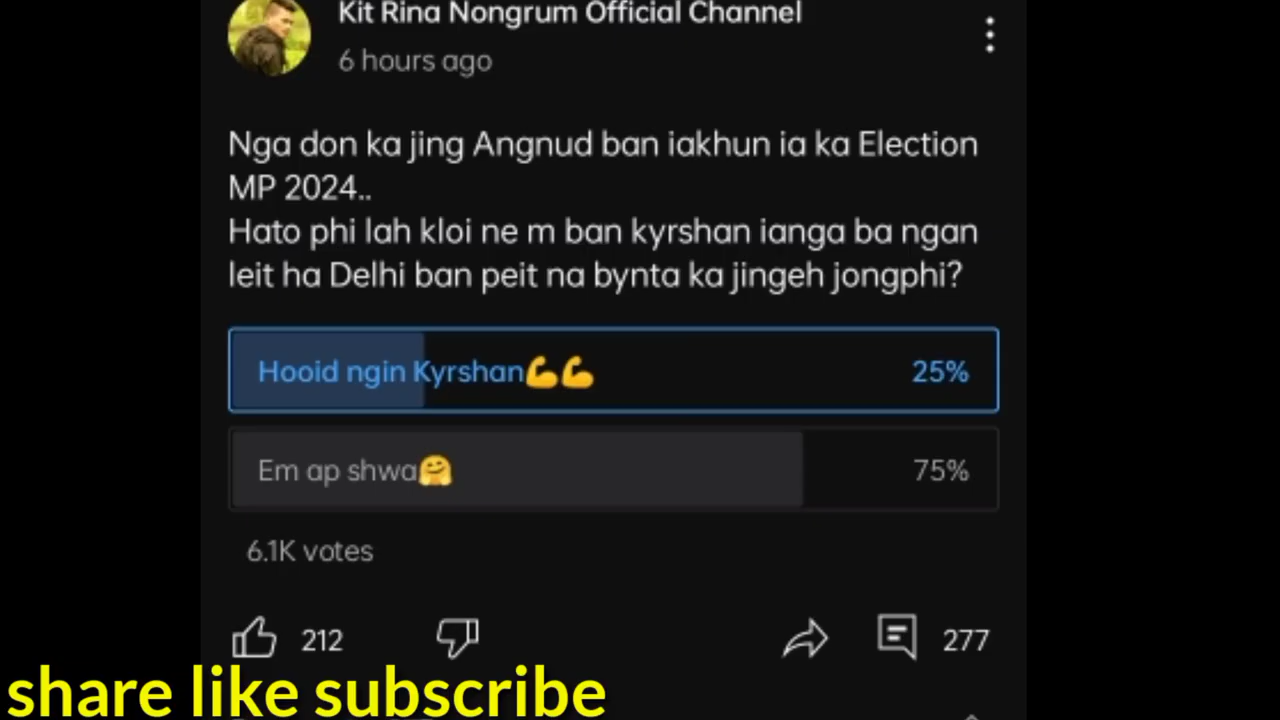 Kit Rina Nongrum Official Channel
6 hours ago
Nga don ka jing Angnud ban iakhun ia ka Election
MP 2024..
Hato phi lah kloi ne m ban kyrshan ianga ba ngan
leit ha Delhi ban peit na bynta ka jingeh jongphi?
Hooid ngin Kyrshan💪💪 25%
Em ap shwa🤗 75%
6.1K votes
212 277
share like subscribe